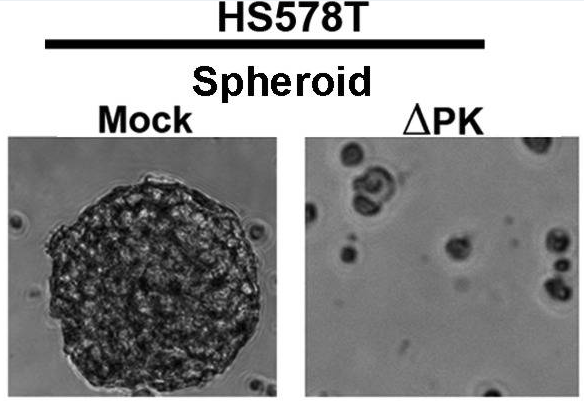 HS578T
Spheroid
Mock
ΔPK